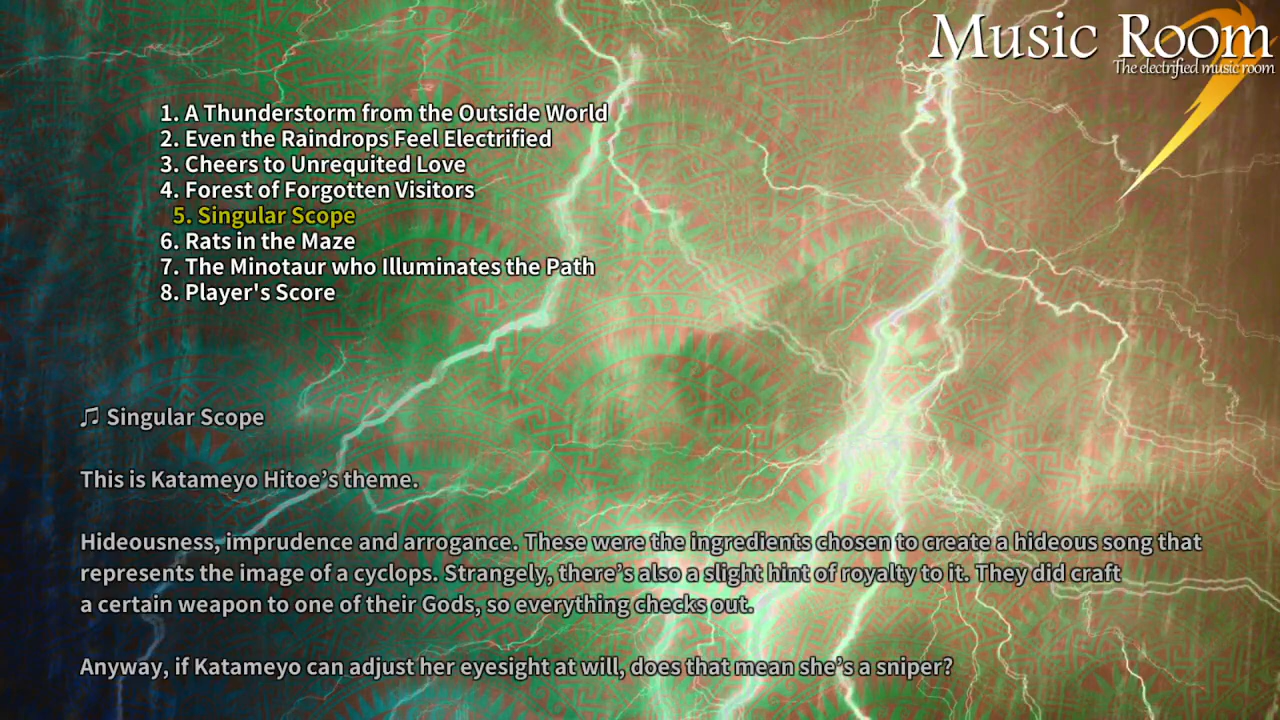 Music Room
The electrified music room
1. A Thunderstorm from the Outside World
2. Even the Raindrops Feel Electrified
3. Cheers to Unrequited Love
4. Forest of Forgotten Visitors
5. Singular Scope
6. Rats in the Maze
7. The Minotaur who Illuminates the Path
8. Player's Score
♫ Singular Scope
This is Katameyo Hitoe’s theme.
Hideousness, imprudence and arrogance. These were the ingredients chosen to create a hideous song that
represents the image of a cyclops. Strangely, there’s also a slight hint of royalty to it. They did craft
a certain weapon to one of their Gods, so everything checks out.
Anyway, if Katameyo can adjust her eyesight at will, does that mean she’s a sniper?